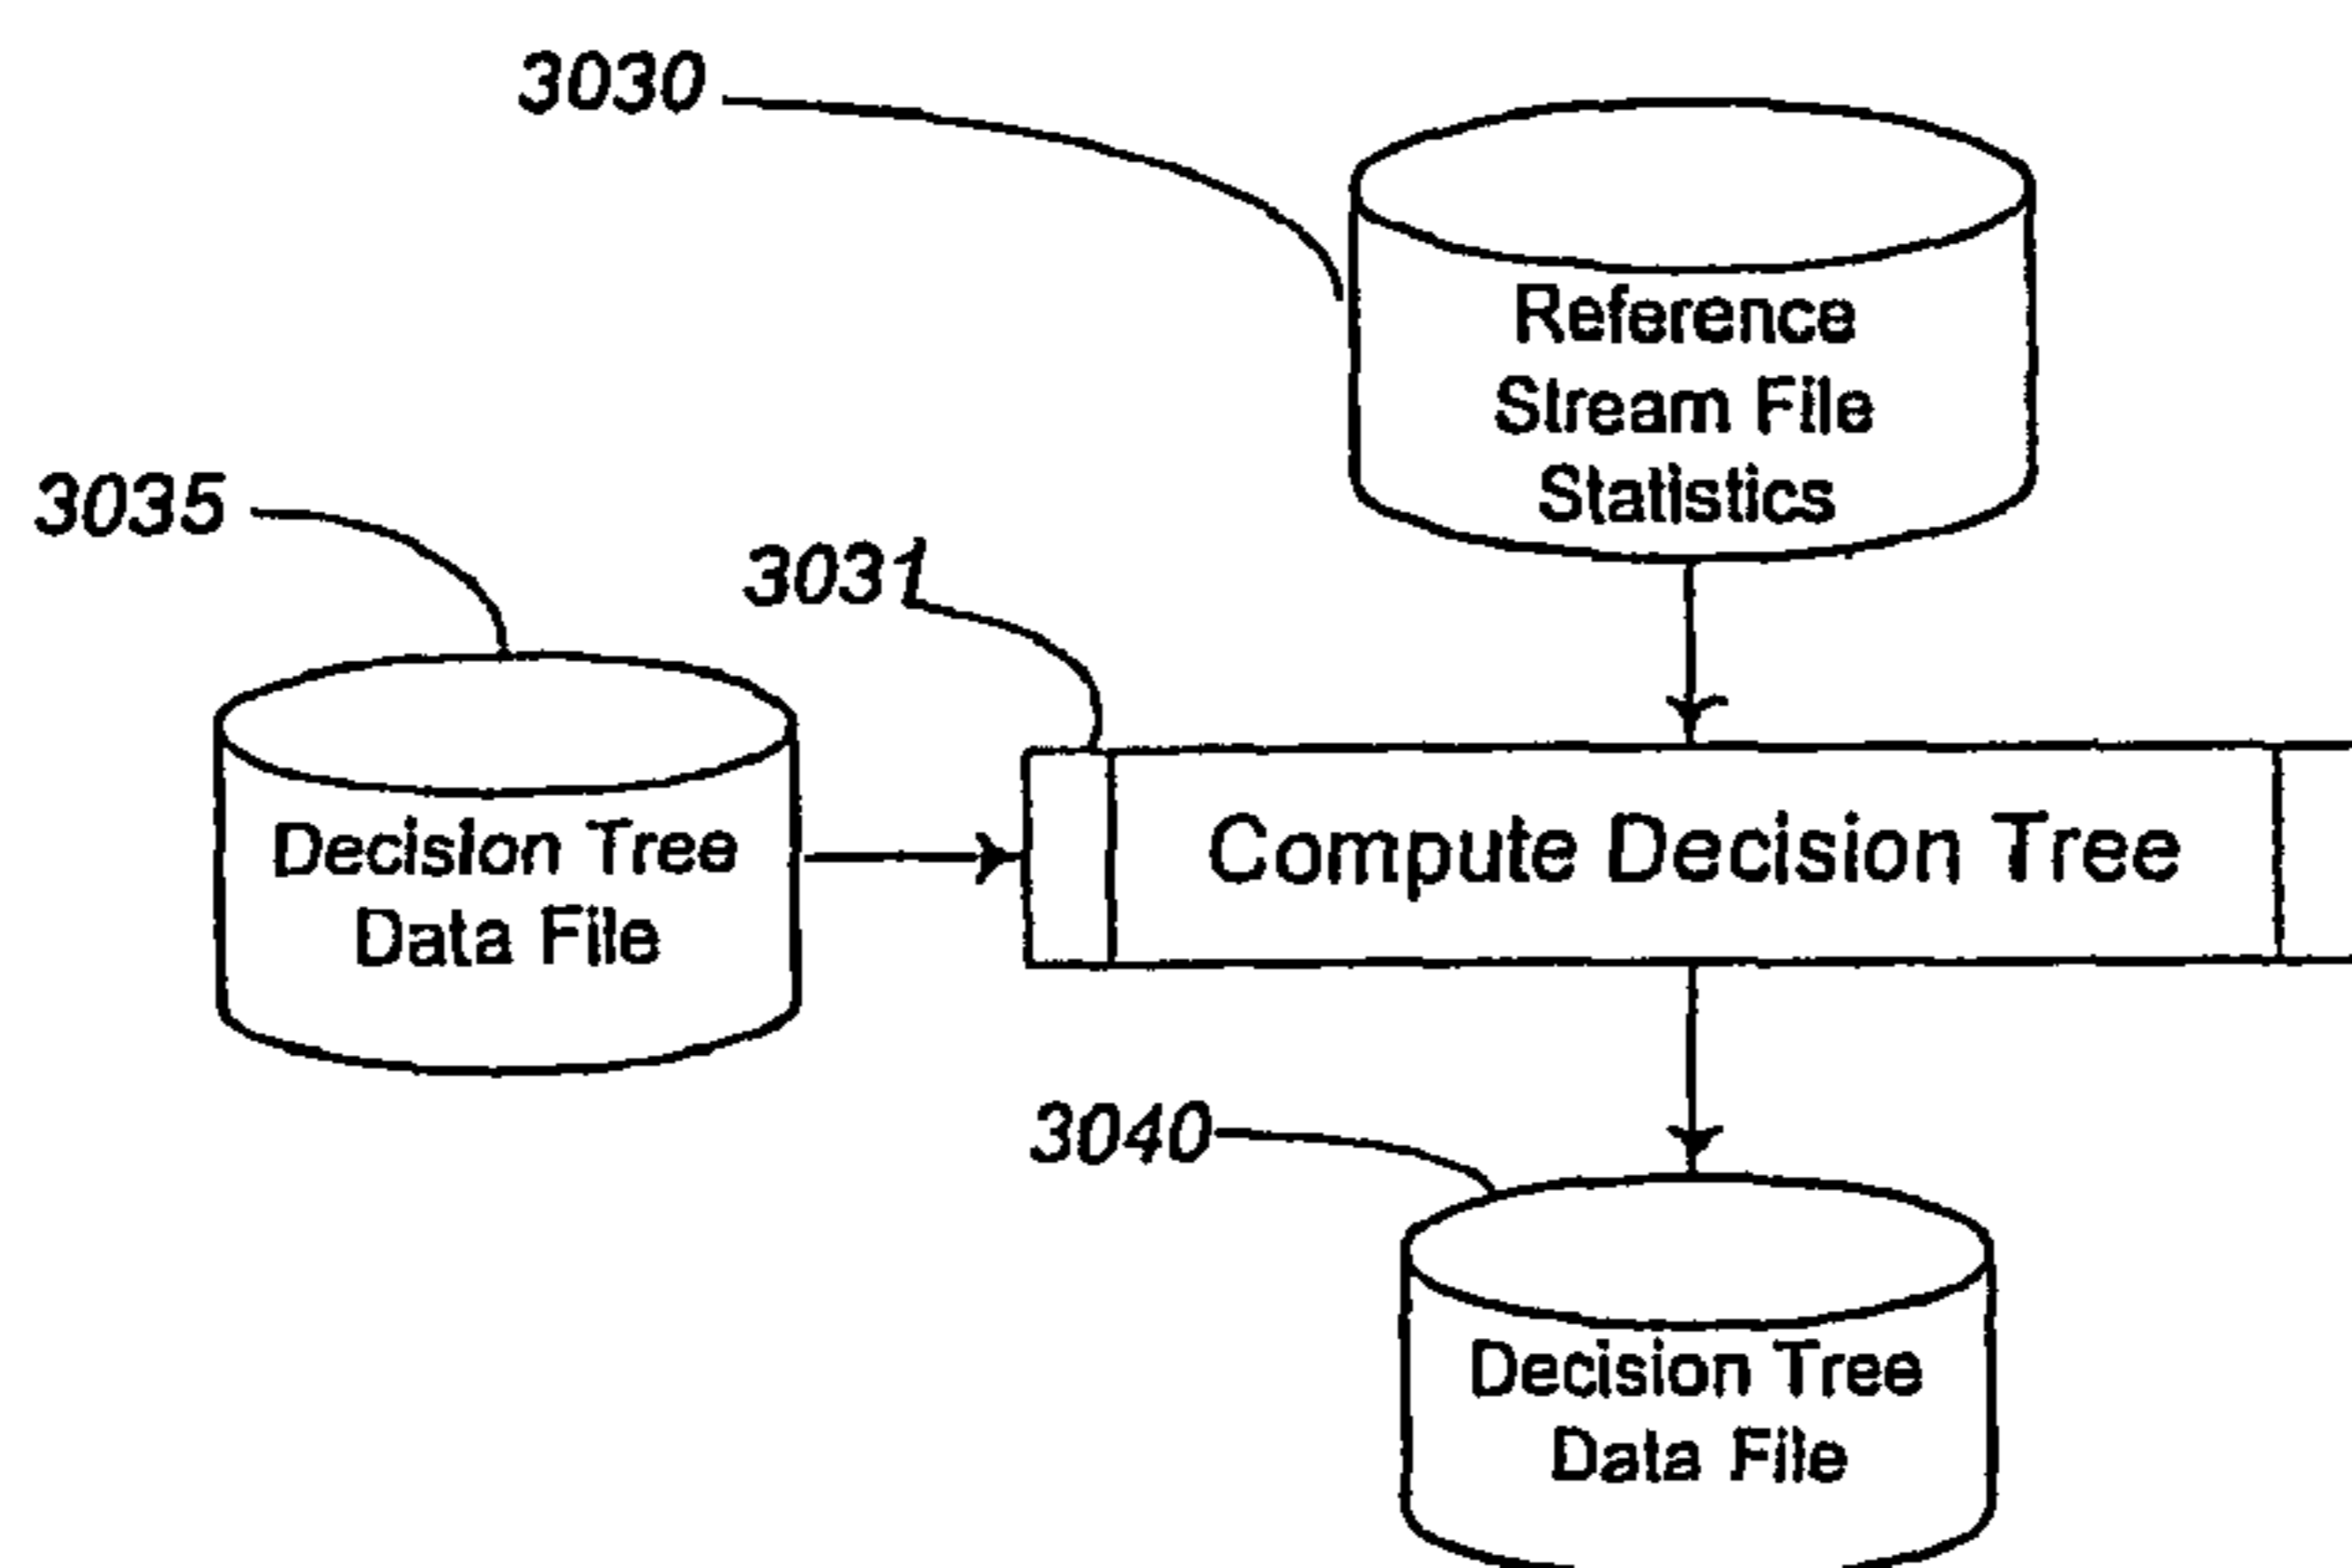 3030
Reference
Stream File
Statistics
3035
3031
Decision Tree
Data File
Compute Decision Tree
3040
Decision Tree
Data File